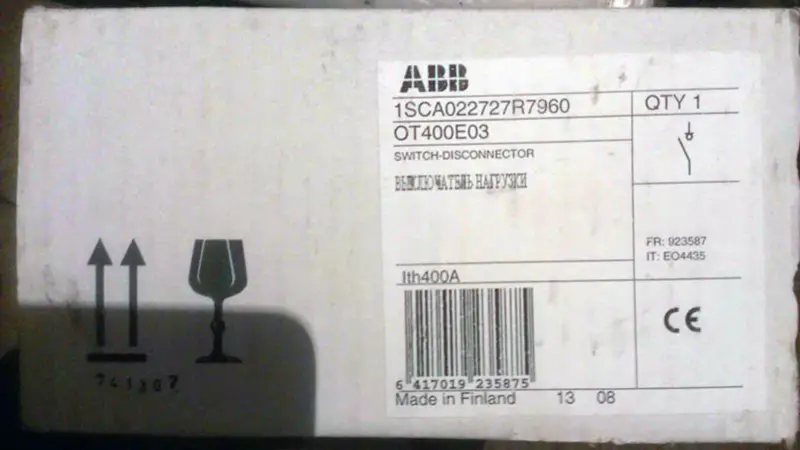 ABB
1SCA022727R7960
QTY 1
OT400E03
SWITCH-DISCONNECTOR
ВЫКЛЮЧАТЕЛЬ НАГРУЗКИ
FR: 923587
IT: EO4435
Ith400A
CE
6 417019 235875
Made in Finland 13 08
741307